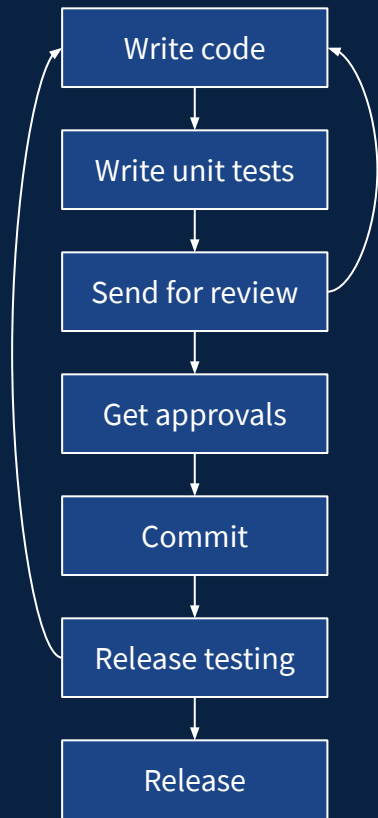 Write code
Write unit tests
Send for review
Get approvals
Commit
Release testing
Release